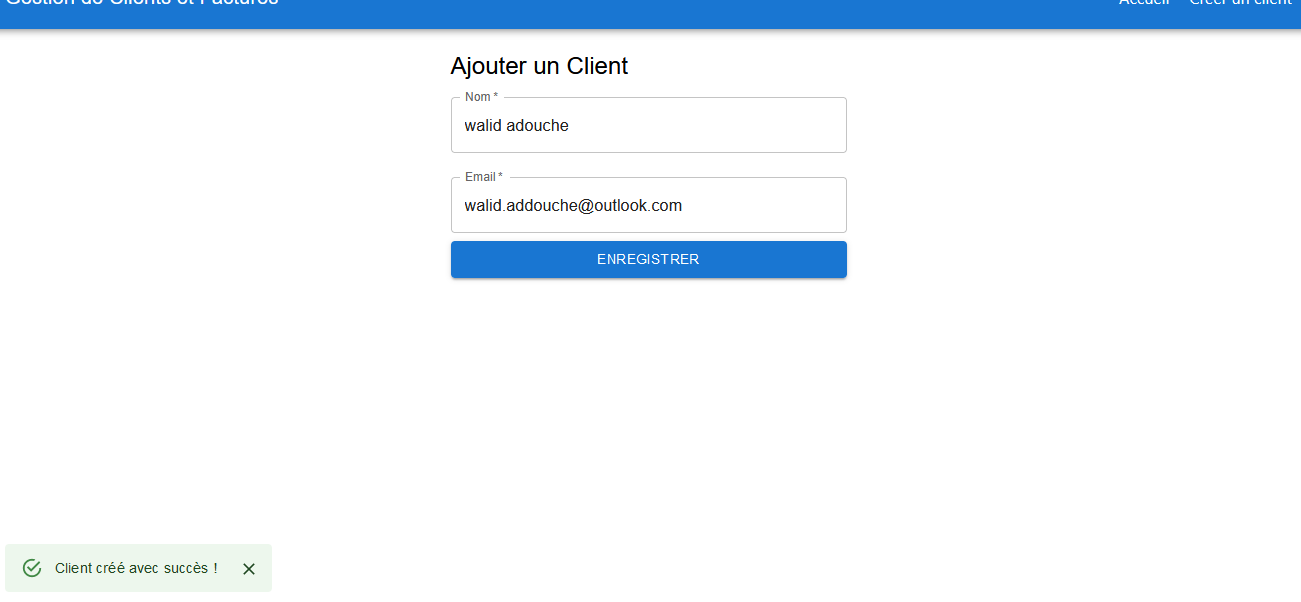 Gestion de Clients et Factures
Accueil Créer un client
Ajouter un Client
Nom *
walid adouche
Email *
walid.addouche@outlook.com
ENREGISTRER
Client créé avec succès !